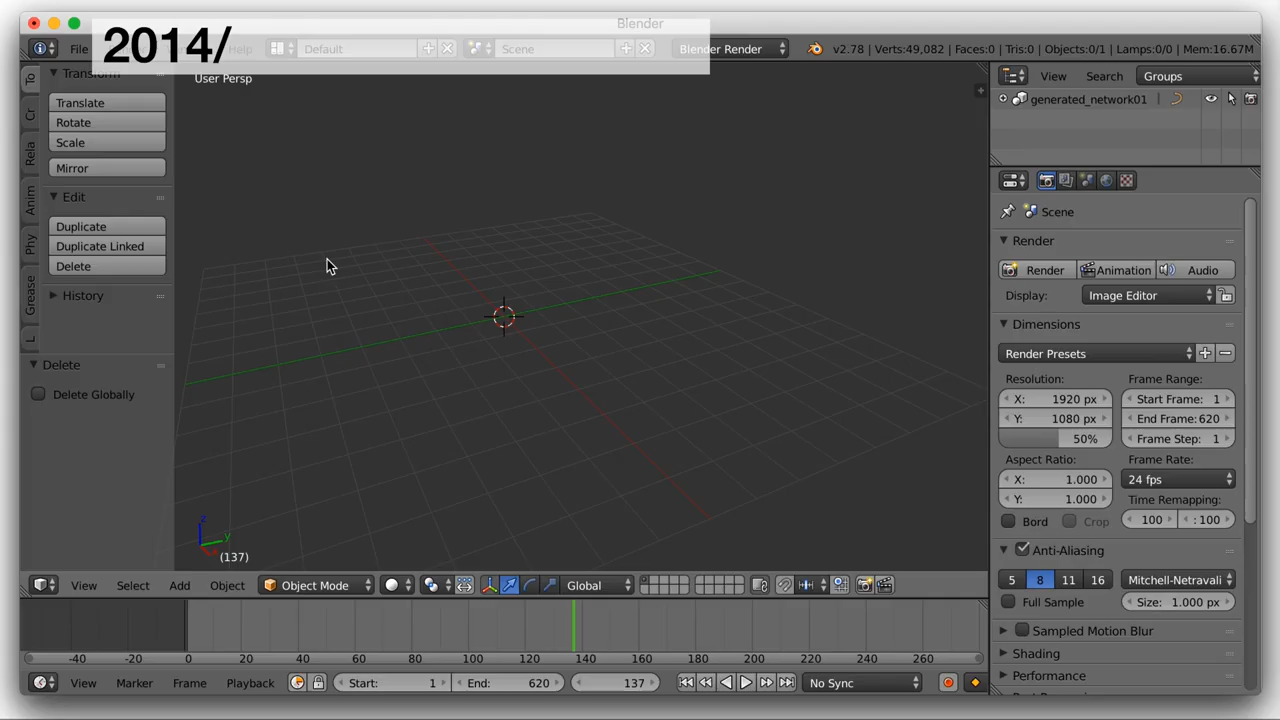 Blender
2014/
File
Help
Default
Scene
Blender Render
v2.78 | Verts:49,082 | Faces:0 | Tris:0 | Objects:0/1 | Lamps:0/0 | Mem:16.67M
To
Cr
Rela
Anim
Phy
Grease
L
Transform
Translate
Rotate
Scale
Mirror
Edit
Duplicate
Duplicate Linked
Delete
History
Delete
Delete Globally
User Persp
z
y
(137)
View
Search
Groups
generated_network01
Scene
Render
Render
Animation
Audio
Display:
Image Editor
Dimensions
Render Presets
Resolution:
Frame Range:
X: 1920 px
Start Frame: 1
Y: 1080 px
End Frame: 620
50%
Frame Step: 1
Aspect Ratio:
Frame Rate:
X: 1.000
24 fps
Y: 1.000
Time Remapping:
Bord
Crop
100
: 100
Anti-Aliasing
5
8
11
16
Mitchell-Netravali
Full Sample
Size: 1.000 px
Sampled Motion Blur
Shading
Performance
View
Select
Add
Object
Object Mode
Global
-40
-20
0
20
40
60
80
100
120
140
160
180
200
220
240
260
View
Marker
Frame
Playback
Start: 1
End: 620
137
No Sync